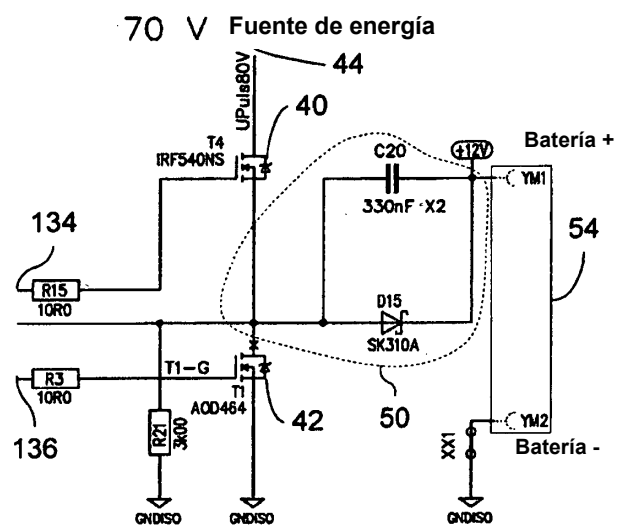 70 V Fuente de energía
44
UPuls80V
40
T4
IRF540NS
C20
+12V
Batería +
330nF-X2
YM1
134
54
R15
10R0
D15
SK310A
T1-G
R3
10R0
T1
AOD464
42
50
136
R21
3k00
XX1
YM2
Batería -
GNDISO
GNDISO
GNDISO